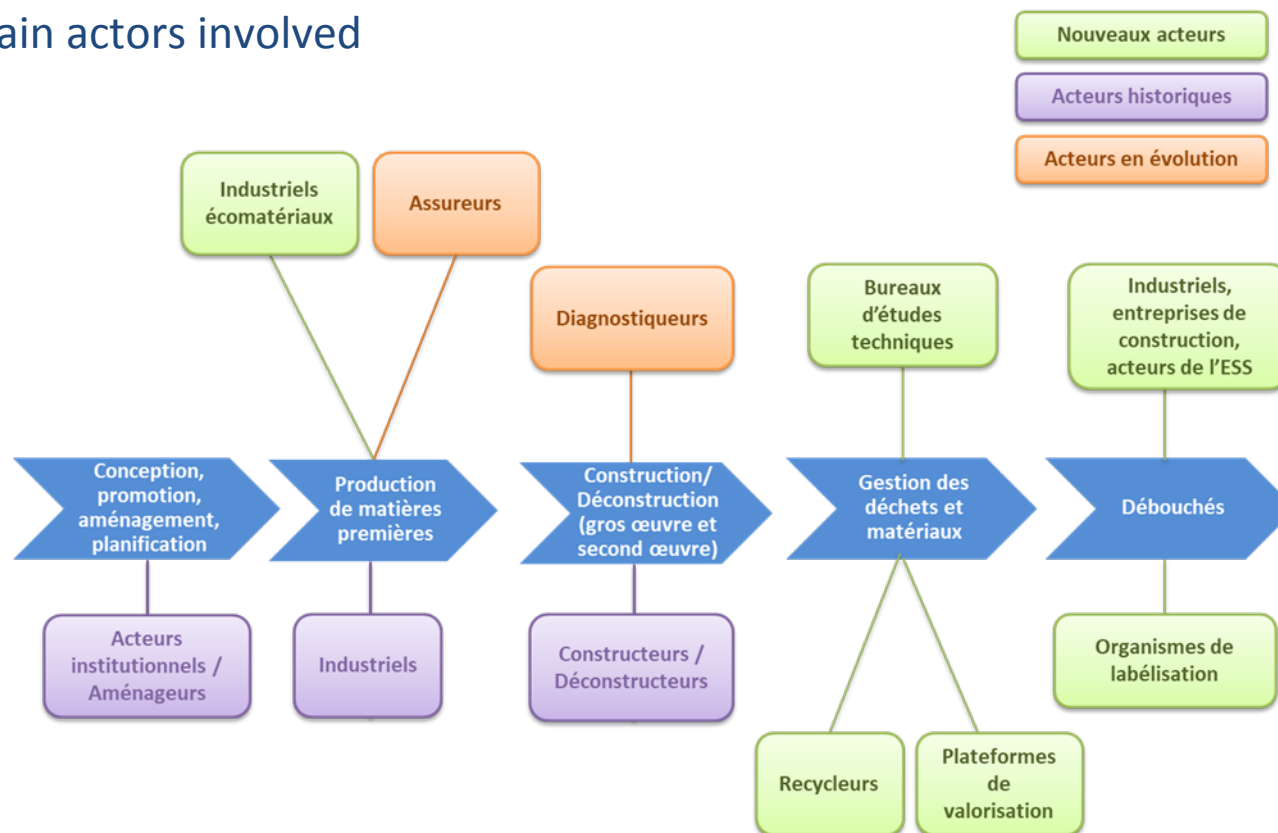 ain actors involved
Nouveaux acteurs
Acteurs historiques
Acteurs en évolution
Industriels
écomatériaux
Assureurs
Diagnostiqueurs
Bureaux
d'études
techniques
Industriels,
entreprises de
construction,
acteurs de l'ESS
Conception,
promotion,
aménagement,
planification
Production
de matières
premières
Construction/
Déconstruction
(gros œuvre et
second œuvre)
Gestion des
déchets et
matériaux
Débouchés
Acteurs
institutionnels /
Aménageurs
Industriels
Constructeurs /
Déconstructeurs
Organismes de
labélisation
Recycleurs
Plateformes
de
valorisation